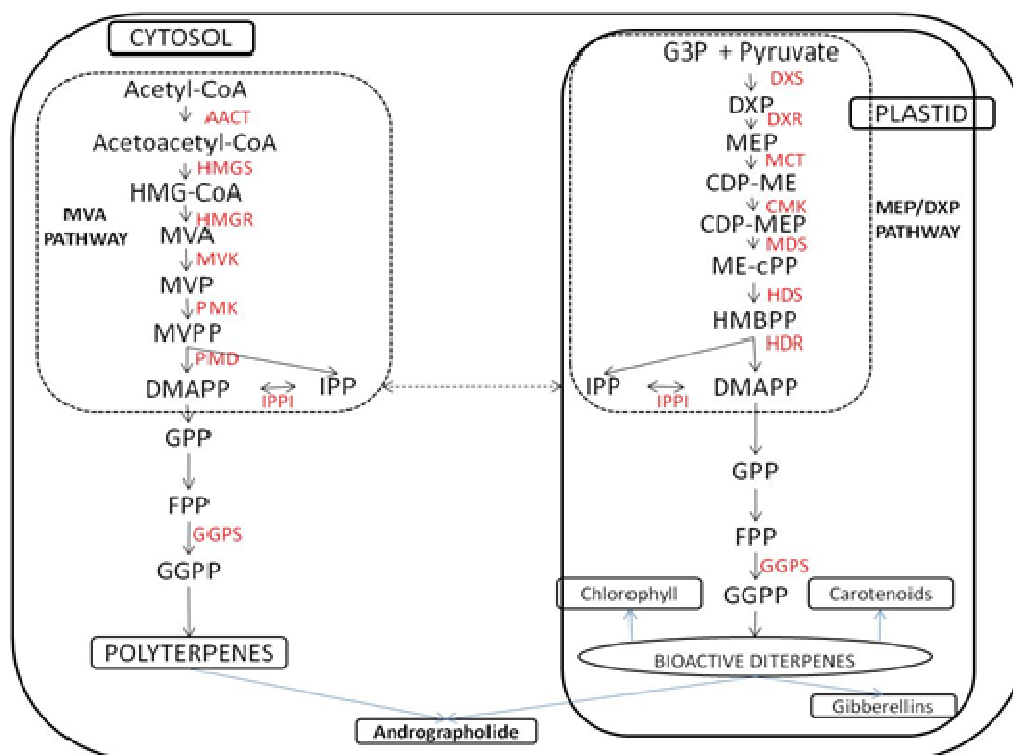 CYTOSOL
Acetyl-CoA
AACT
Acetoacetyl-CoA
HMGS
HMG-CoA
HMGR
MVA
PATHWAY
MVA
MVK
MVP
PMK
MVPP
PMD
DMAPP
IPPI
IPP
GPP
FPP
GGPS
GGPP
POLYTERPENES
G3P + Pyruvate
DXS
DXP
DXR
PLASTID
MEP
MCT
CDP-ME
CMK
CDP-MEP
MEP/DXP
PATHWAY
MDS
ME-cPP
HDS
HMBPP
HDR
IPP
IPPI
DMAPP
GPP
FPP
GGPS
GGPP
Chlorophyll
Carotenoids
BIOACTIVE DITERPENES
Gibberellins
Andrographolide